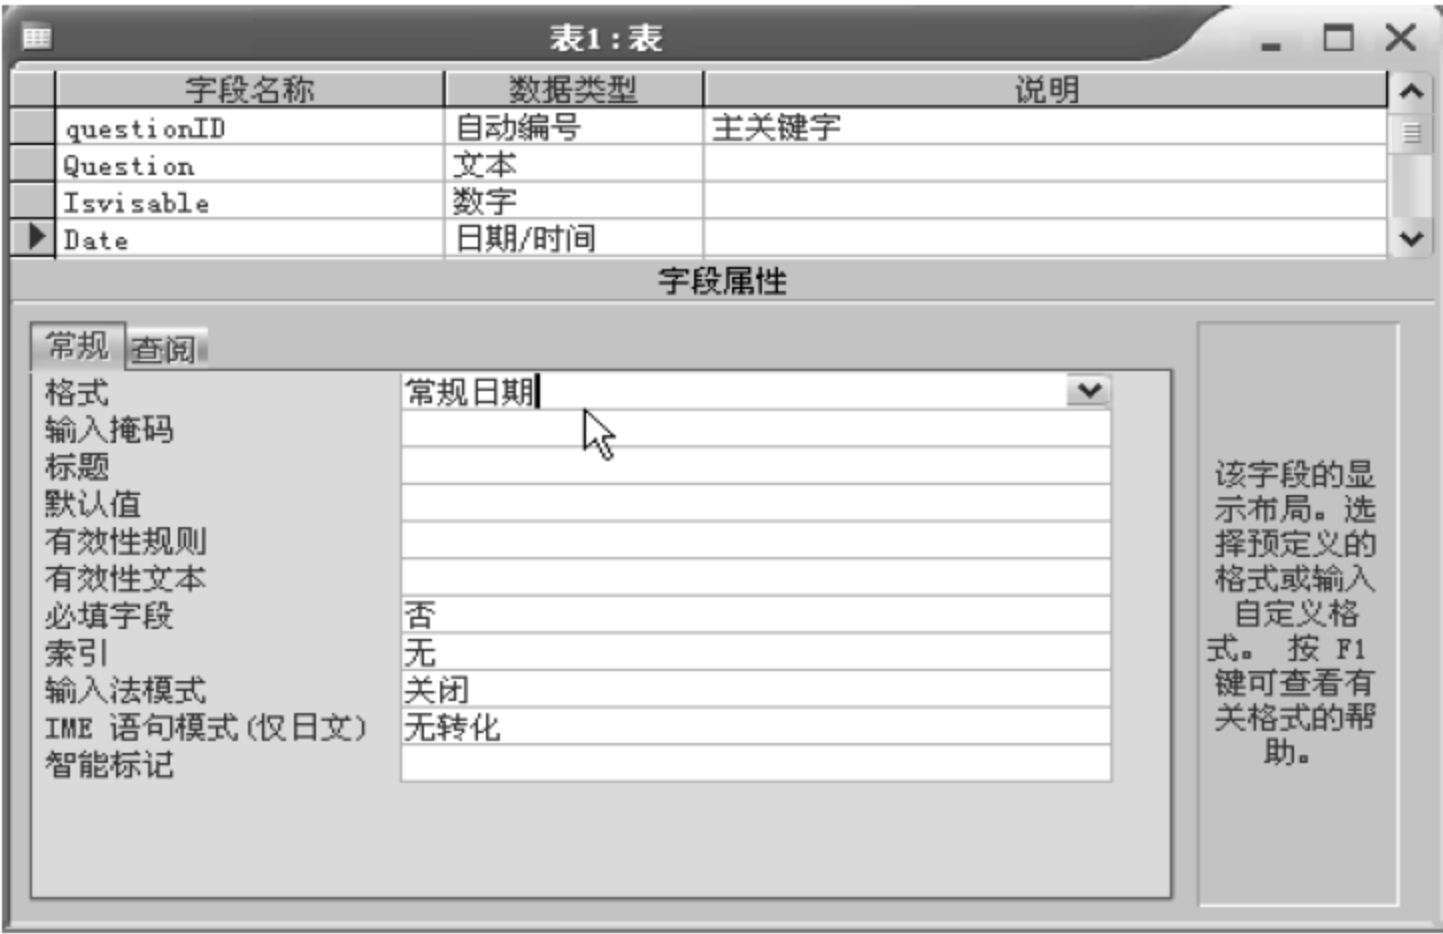 表1 : 表
字段名称 数据类型 说明
questionID 自动编号 主关键字
Question 文本
Isvisable 数字
Date 日期/时间
字段属性
常规 查阅
格式 常规日期
输入掩码
标题
默认值
有效性规则
有效性文本
必填字段 否
索引 无
输入法模式 关闭
IME 语句模式(仅日文) 无转化
智能标记
该字段的显
示布局。选
择预定义的
格式或输入
自定义格
式。 按 F1
键可查看有
关格式的帮
助。